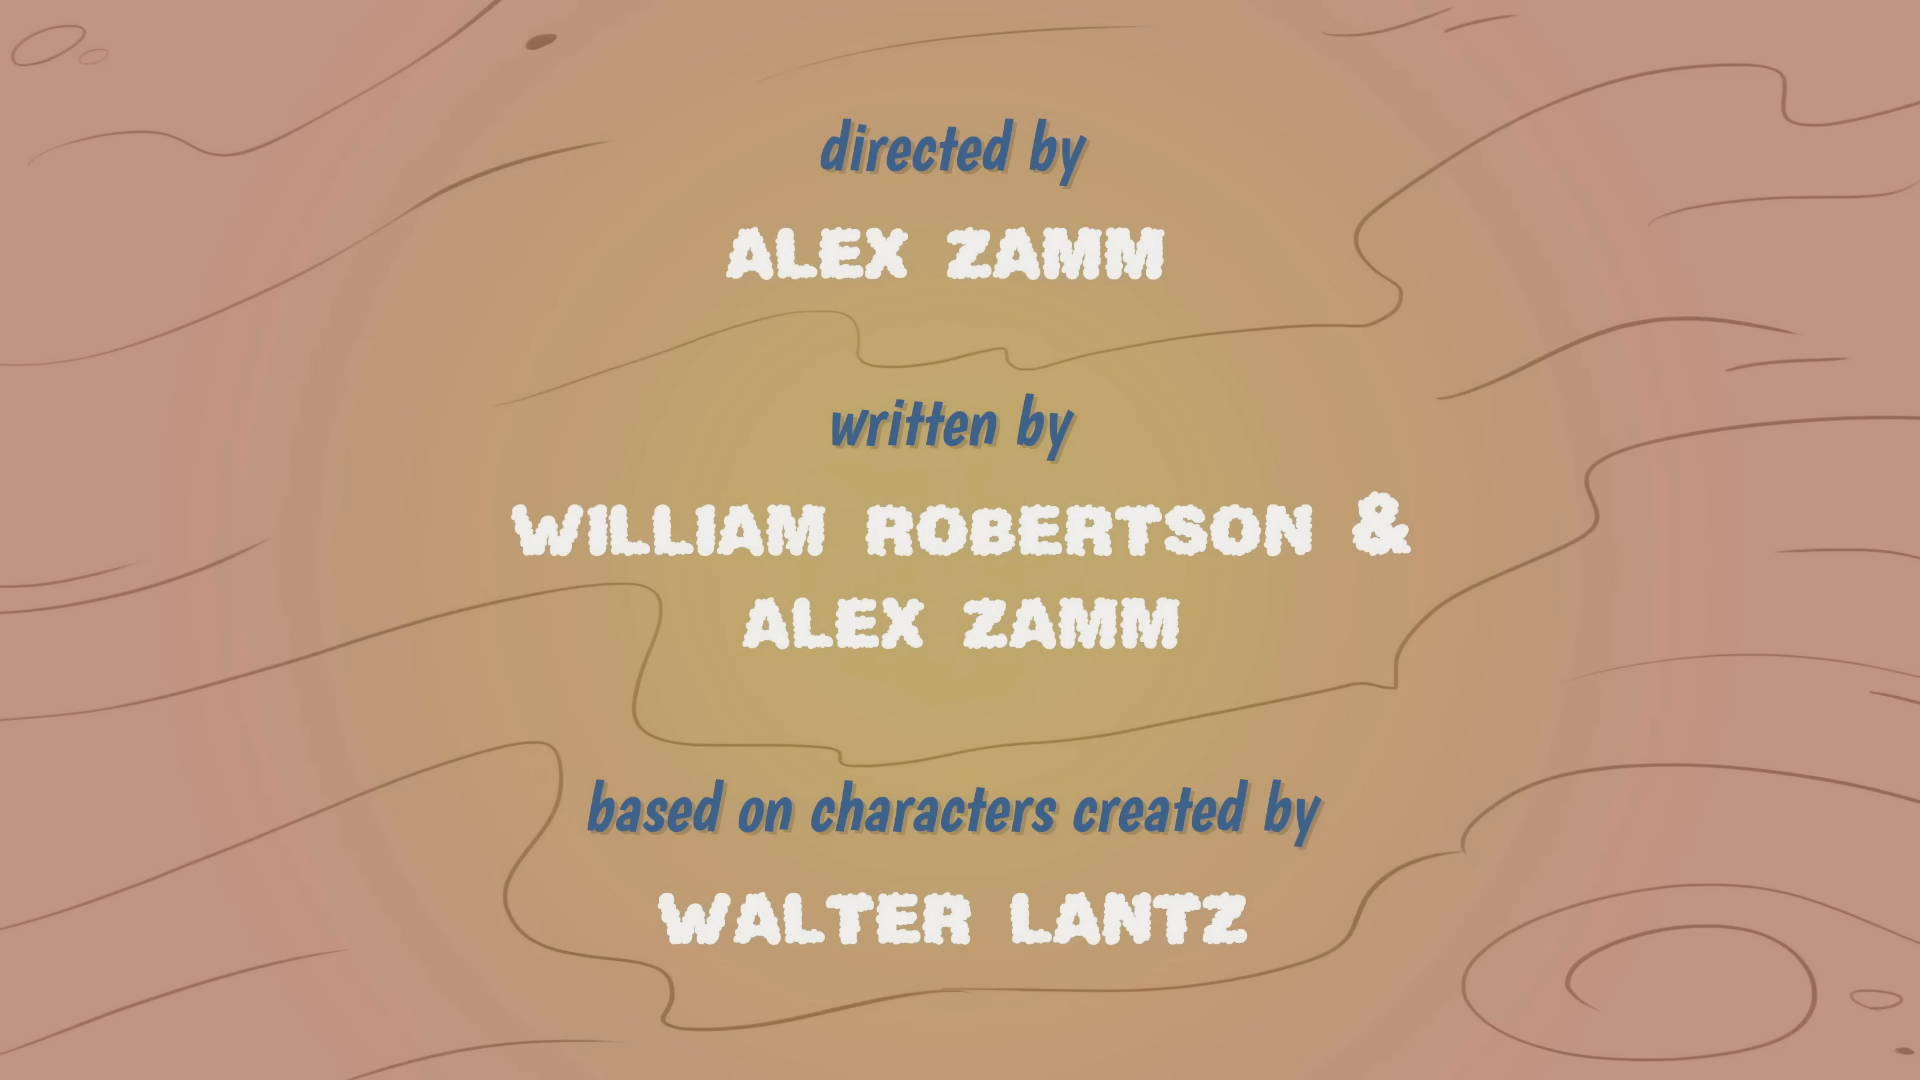 directed by
ALEX ZAMM
written by
WILLIAM ROBERTSON &
ALEX ZAMM
based on characters created by
WALTER LANTZ